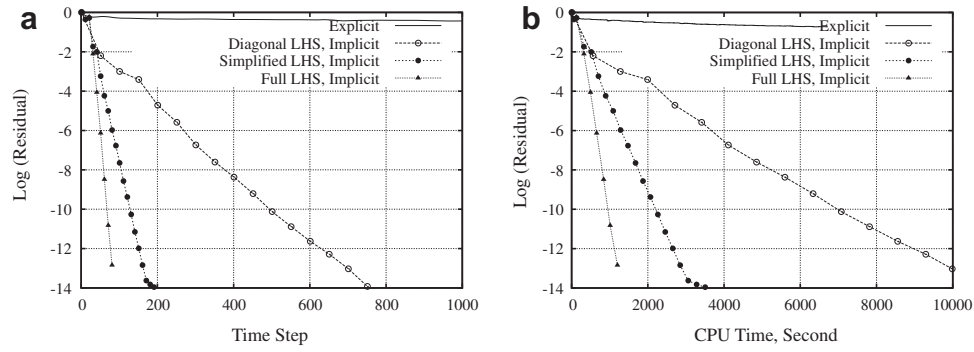 a
Log (Residual)
0
-2
-4
-6
-8
-10
-12
-14
Explicit
Diagonal LHS, Implicit
Simplified LHS, Implicit
Full LHS, Implicit
0 200 400 600 800 1000
Time Step
b
Log (Residual)
0
-2
-4
-6
-8
-10
-12
-14
Explicit
Diagonal LHS, Implicit
Simplified LHS, Implicit
Full LHS, Implicit
0 2000 4000 6000 8000 10000
CPU Time, Second